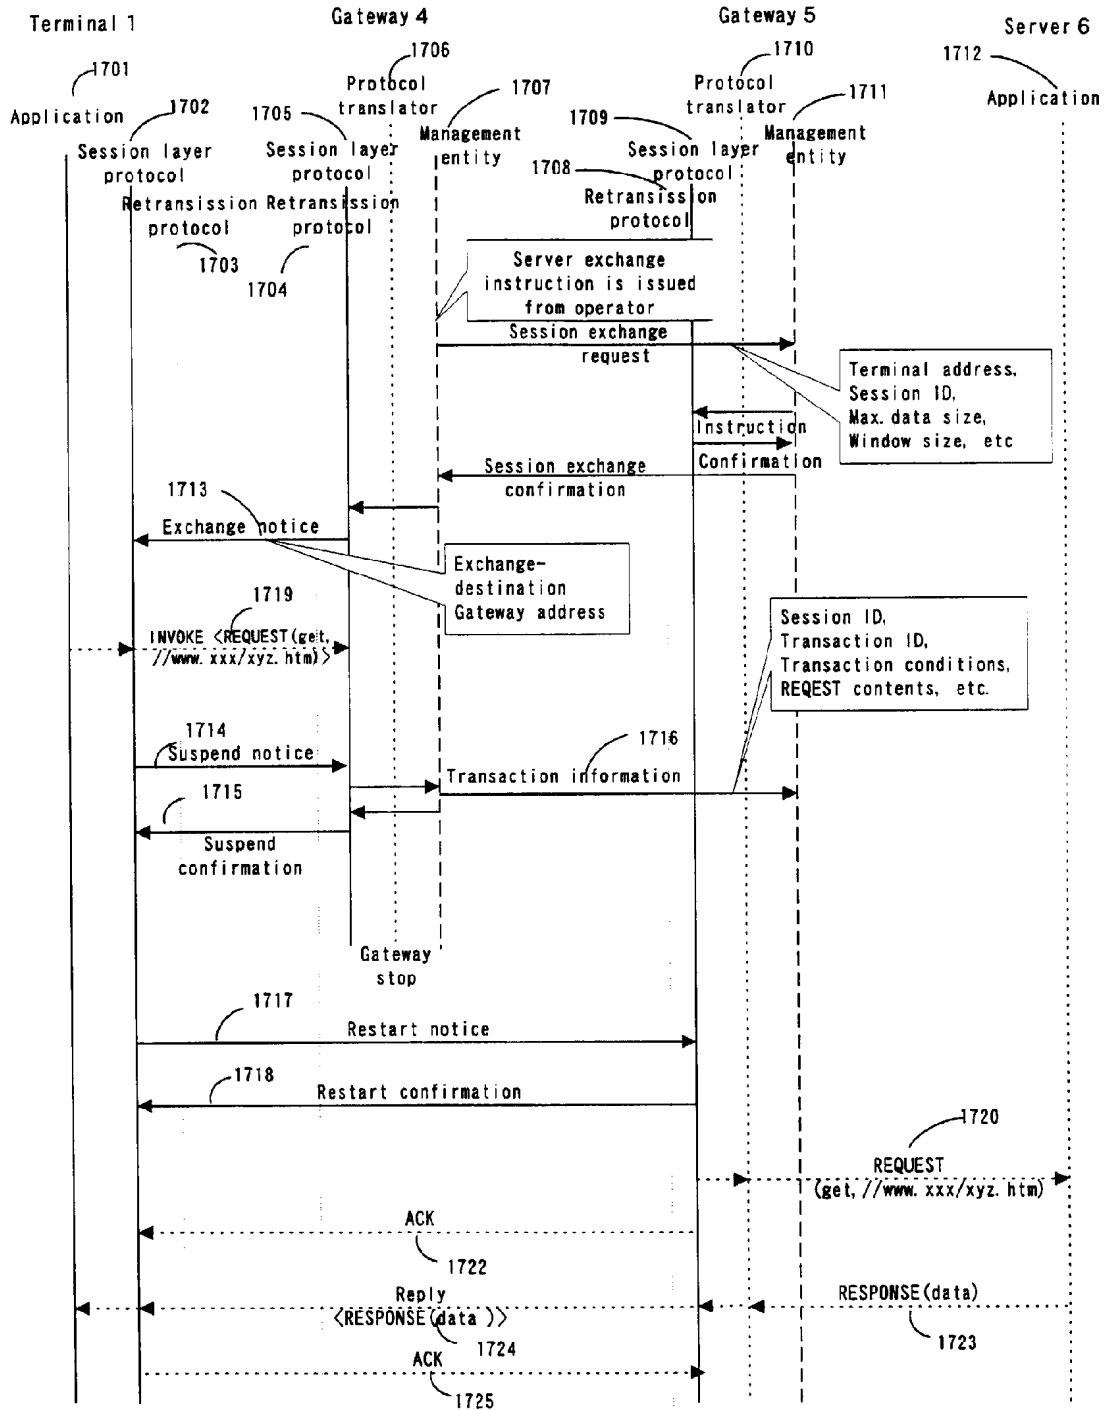 Terminal 1
Gateway 4
Gateway 5
Server 6
1701
1706
1710
1712
Application
Protocol
translator
Protocol
translator
Application
1702
1705
1707
1709
1711
Session layer
protocol
Session layer
protocol
Management
entity
Session layer
protocol
Management
entity
1708
Retransission
protocol
Retransission
protocol
Retransission
protocol
1703
1704
Server exchange
instruction is issued
from operator
Session exchange
request
Terminal address,
Session ID,
Max. data size,
Window size, etc
Instruction
Confirmation
Session exchange
confirmation
1713
Exchange notice
Exchange-
destination
Gateway address
1719
INVOKE <REQUEST(get,
//www.xxx/xyz.htm)>
Session ID,
Transaction ID,
Transaction conditions,
REQEST contents, etc.
1714
Suspend notice
1716
Transaction information
1715
Suspend
confirmation
Gateway
stop
1717
Restart notice
1718
Restart confirmation
1720
REQUEST
(get,//www.xxx/xyz.htm)
ACK
1722
Reply
<RESPONSE(data )>
RESPONSE(data)
1723
1724
ACK
1725